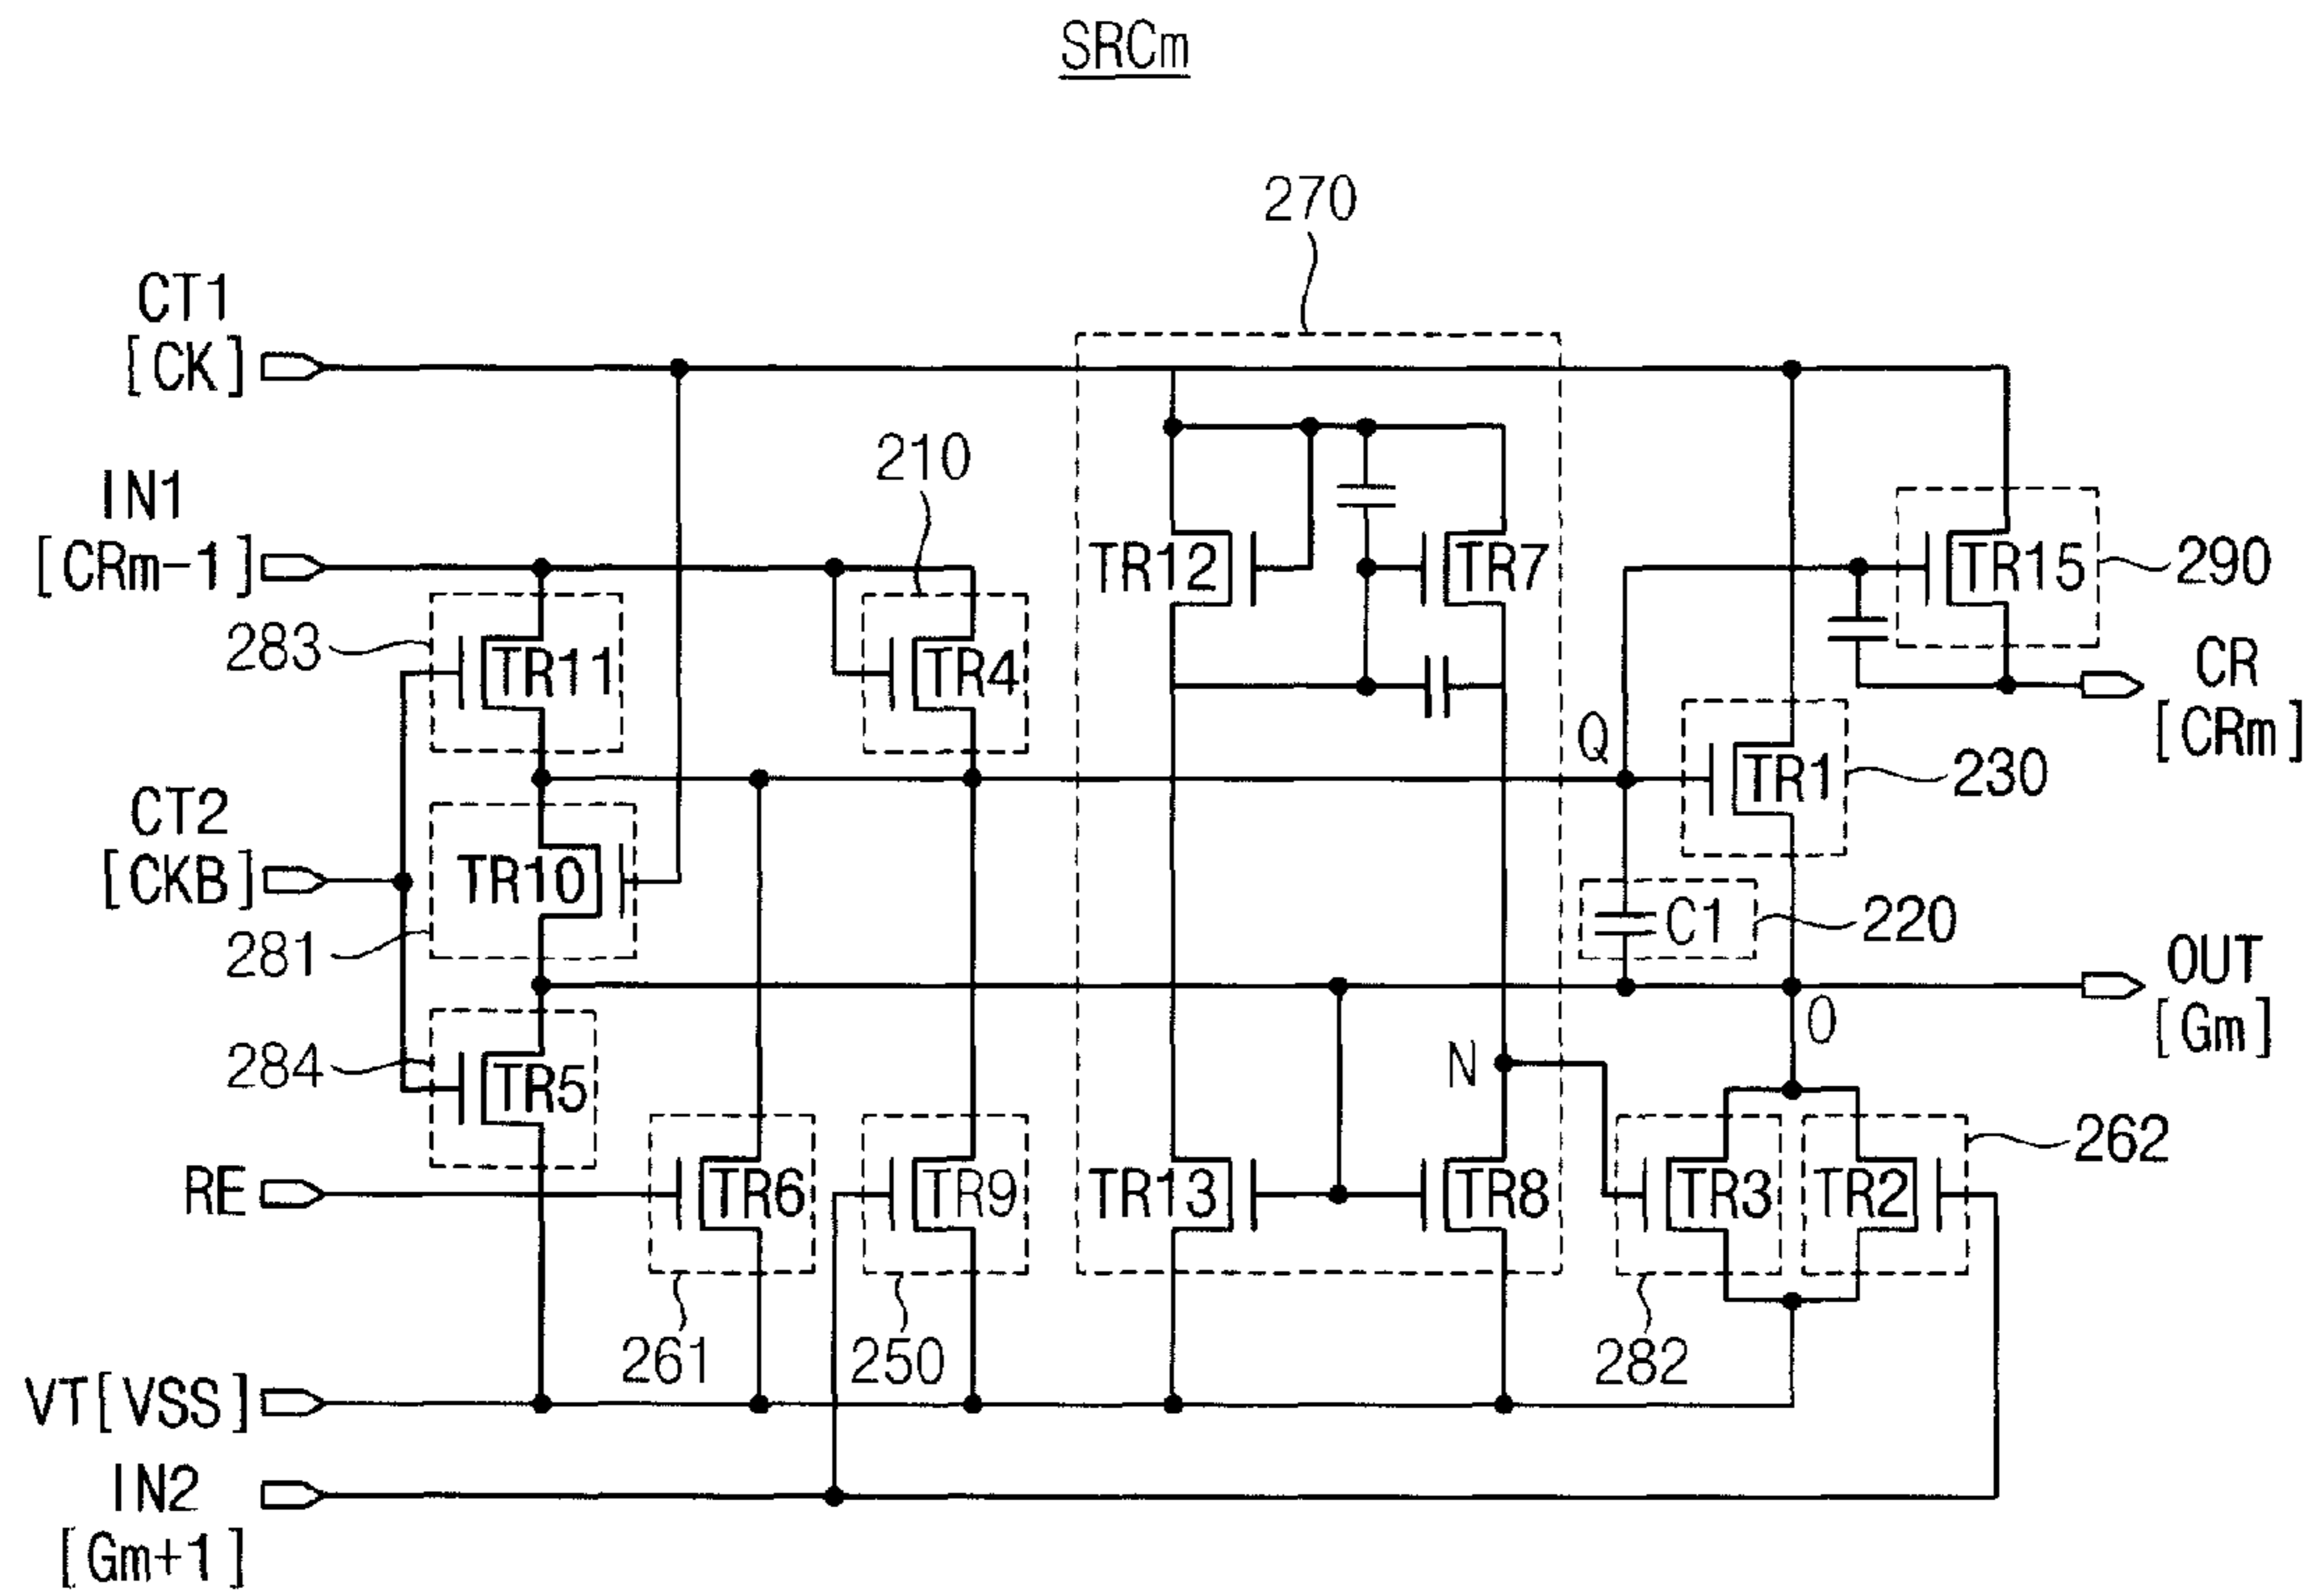 SRCm
270
CT1
[CK]
210
IN1
[CRm-1]
TR12
TR7
TR15
290
283
TR11
TR4
CR
[CRm]
Q
TR1
230
CT2
[CKB]
TR10
C1
220
281
OUT
[Gm]
O
N
284
TR5
262
RE
TR6
TR9
TR13
TR8
TR3
TR2
261
250
282
VT[VSS]
IN2
[Gm+1]